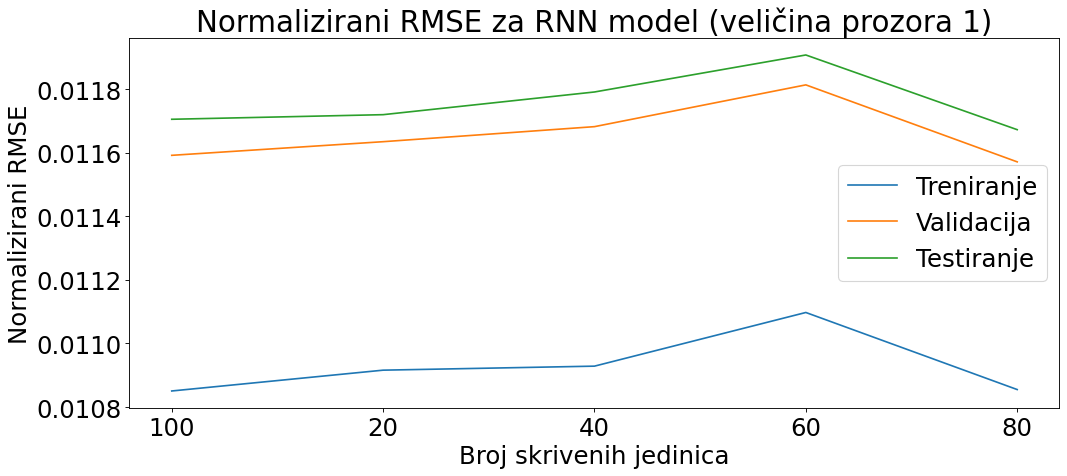 Normalizirani RMSE za RNN model (veličina prozora 1)
Normalizirani RMSE
0.0118
0.0116
0.0114
0.0112
0.0110
0.0108
Treniranje
Validacija
Testiranje
100 20 40 60 80
Broj skrivenih jedinica